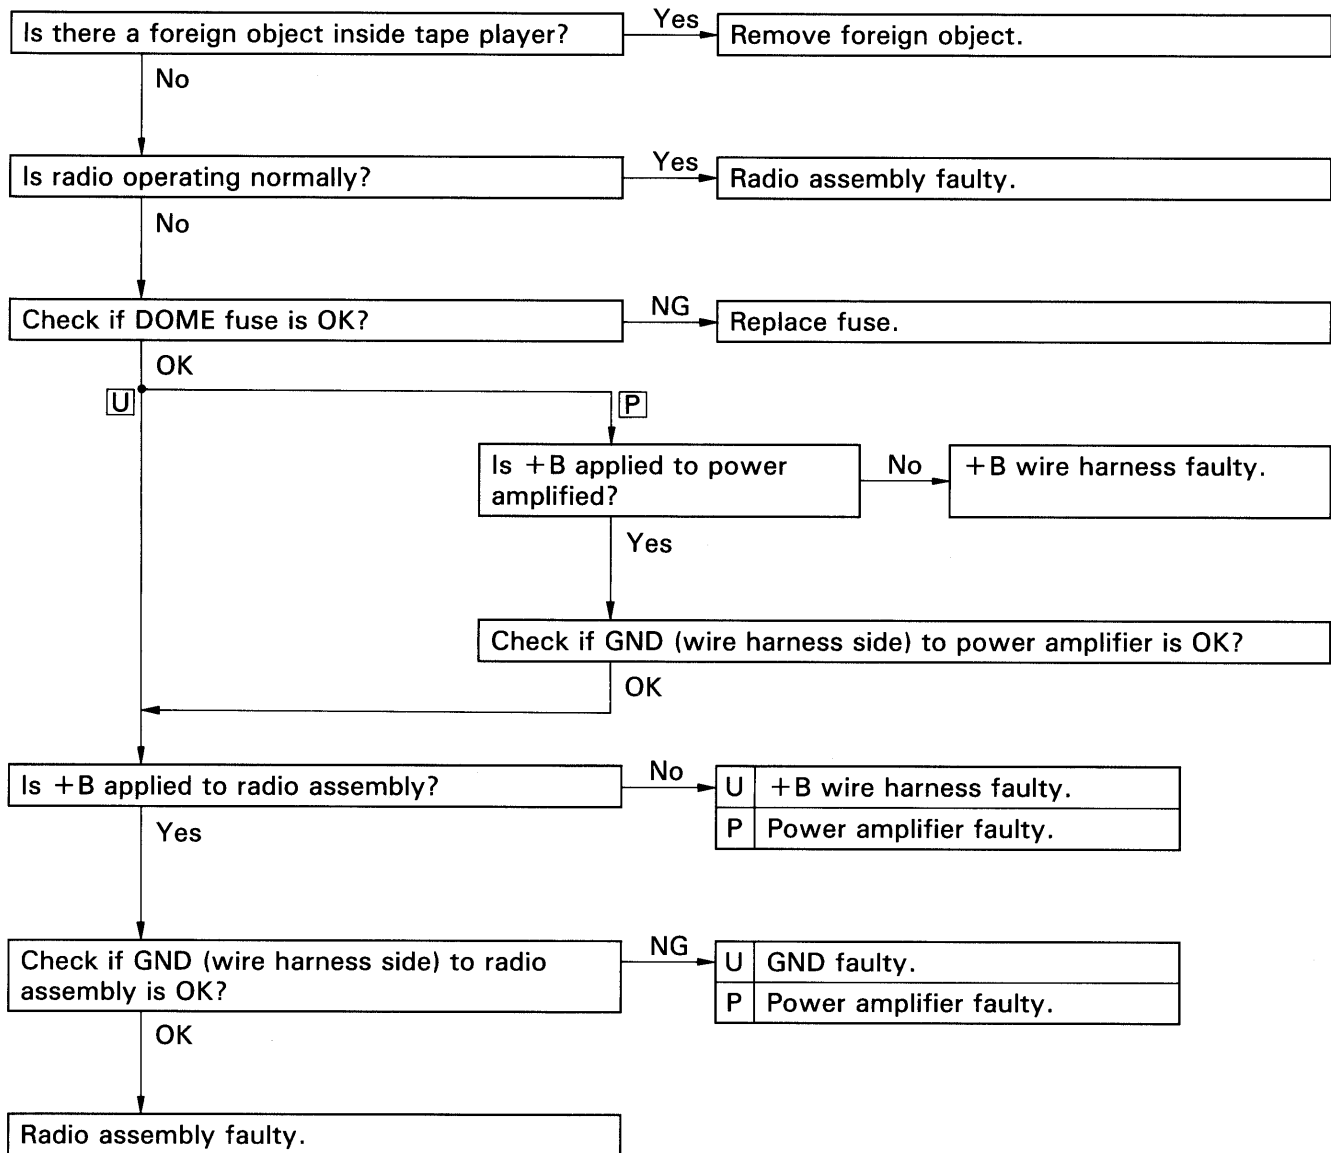 Is there a foreign object inside tape player?
Yes
Remove foreign object.
No
Is radio operating normally?
Yes
Radio assembly faulty.
No
Check if DOME fuse is OK?
NG
Replace fuse.
OK
U
P
Is +B applied to power
amplified?
No
+B wire harness faulty.
Yes
Check if GND (wire harness side) to power amplifier is OK?
OK
Is +B applied to radio assembly?
No
U +B wire harness faulty.
P Power amplifier faulty.
Yes
Check if GND (wire harness side) to radio
assembly is OK?
NG
U GND faulty.
P Power amplifier faulty.
OK
Radio assembly faulty.